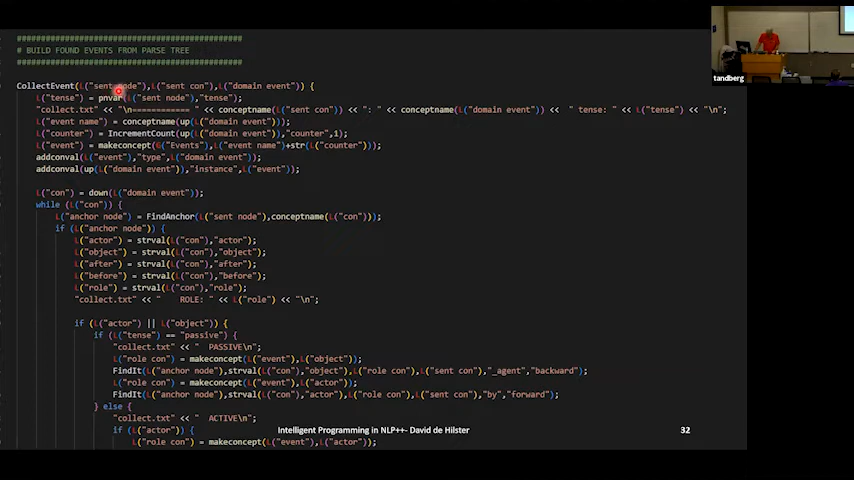 ################################################
# BUILD FOUND EVENTS FROM PARSE TREE
################################################
CollectEvent(L("sent node"),L("sent con"),L("domain event")) {
L("tense") = pnvar(L("sent node"),"tense");
"collect.txt" << "\n=========== " << conceptname(L("sent con")) << ": " << conceptname(L("domain event")) << " tense: " << L("tense") << "\n";
L("event name") = conceptname(up(L("domain event")));
L("counter") = IncrementCount(up(L("domain event")),"counter",1);
L("event") = makeconcept(G("Events"),L("event name")+str(L("counter")));
addconval(L("event"),"type",L("domain event"));
addconval(up(L("domain event")),"instance",L("event"));
L("con") = down(L("domain event"));
while (L("con")) {
L("anchor node") = FindAnchor(L("sent node"),conceptname(L("con")));
if (L("anchor node")) {
L("actor") = strval(L("con"),"actor");
L("object") = strval(L("con"),"object");
L("after") = strval(L("con"),"after");
L("before") = strval(L("con"),"before");
L("role") = strval(L("con"),"role");
"collect.txt" << "    ROLE: " << L("role") << "\n";
if (L("actor") || L("object")) {
if (L("tense") == "passive") {
"collect.txt" << "  PASSIVE\n";
L("role con") = makeconcept(L("event"),L("object"));
FindIt(L("anchor node"),strval(L("con"),"object"),L("role con"),L("sent con"),"_agent","backward");
L("role con") = makeconcept(L("event"),L("actor"));
FindIt(L("anchor node"),strval(L("con"),"actor"),L("role con"),L("sent con"),"by","forward");
} else {
"collect.txt" << "  ACTIVE\n";
if (L("actor")) {
L("role con") = makeconcept(L("event"),L("actor"));
Intelligent Programming in NLP++- David de Hilster
32
tandberg